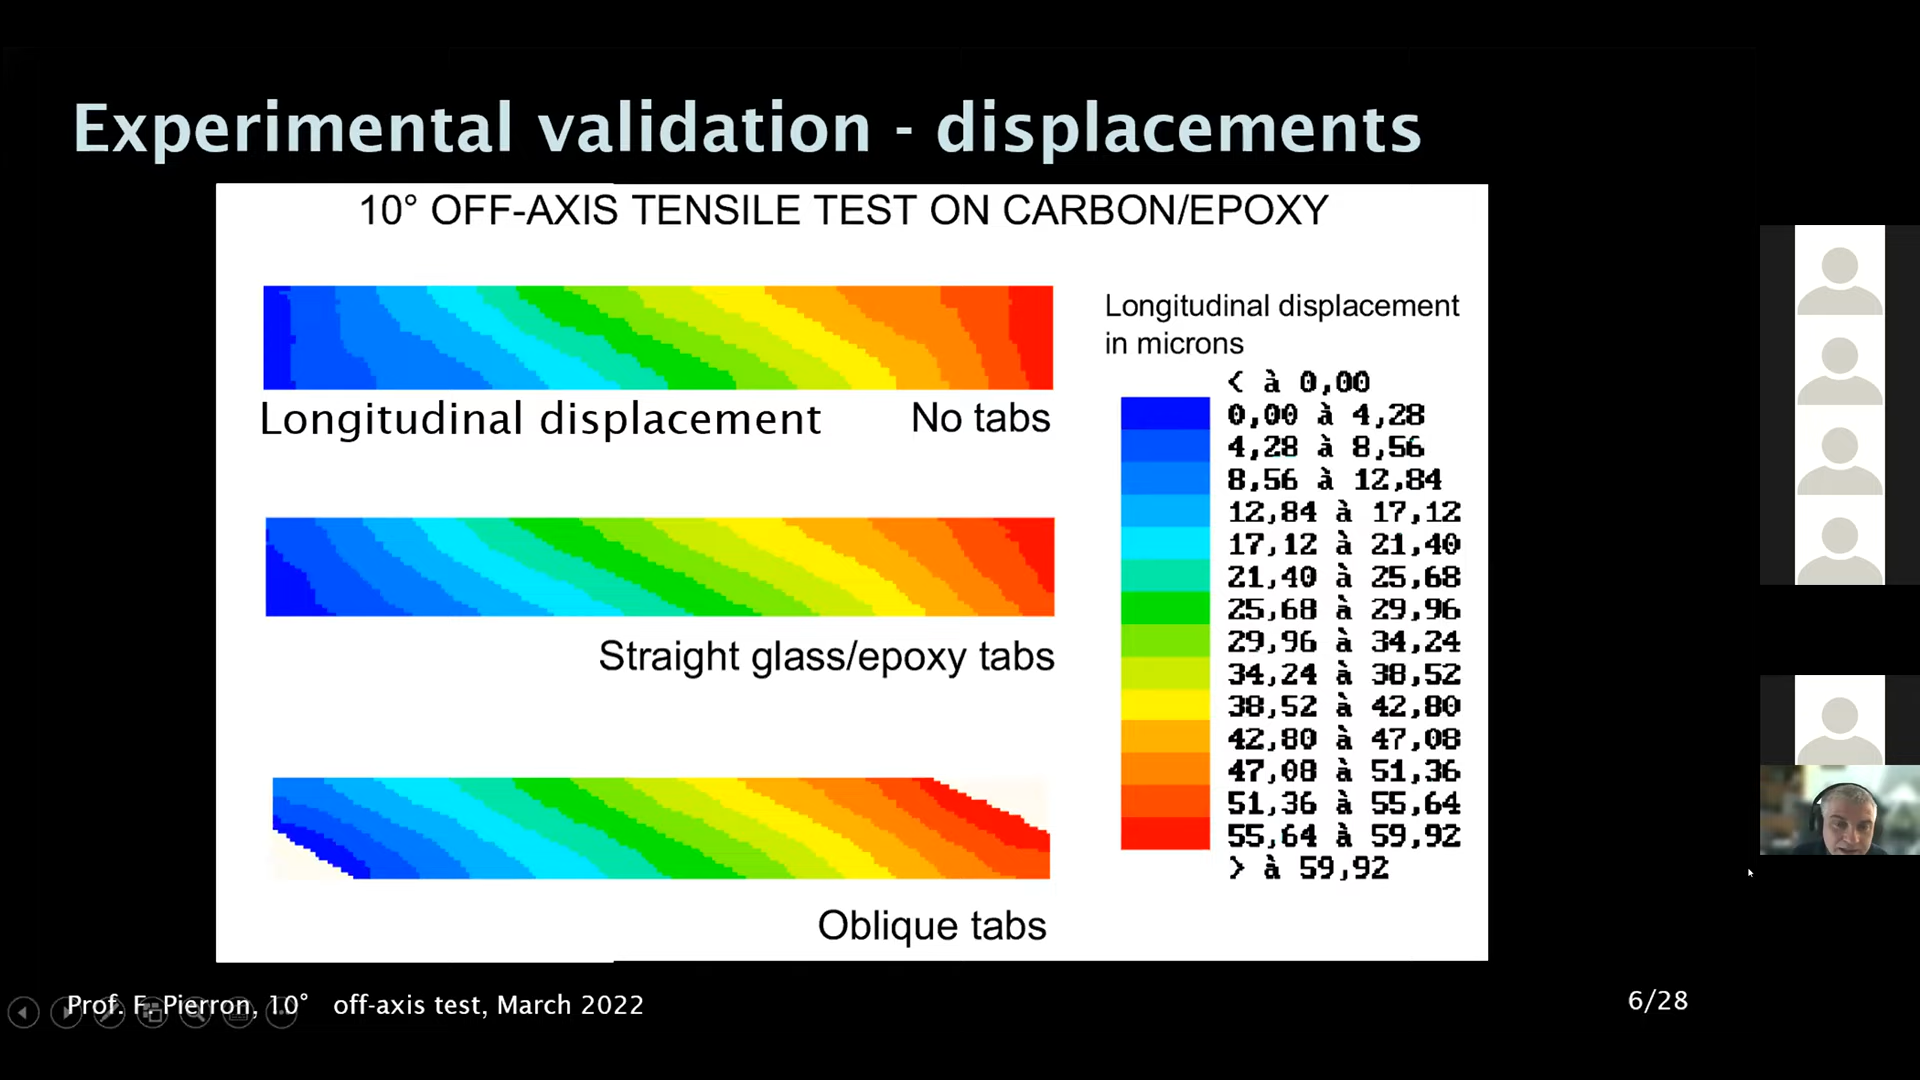 Experimental validation - displacements
10° OFF-AXIS TENSILE TEST ON CARBON/EPOXY
Longitudinal displacement
in microns
< à 0,00
0,00 à 4,28
4,28 à 8,56
8,56 à 12,84
12,84 à 17,12
17,12 à 21,40
21,40 à 25,68
25,68 à 29,96
29,96 à 34,24
34,24 à 38,52
38,52 à 42,80
42,80 à 47,08
47,08 à 51,36
51,36 à 55,64
55,64 à 59,92
> à 59,92
Longitudinal displacement
No tabs
Straight glass/epoxy tabs
Oblique tabs
Prof. F. Pierron, 10° off-axis test, March 2022
6/28